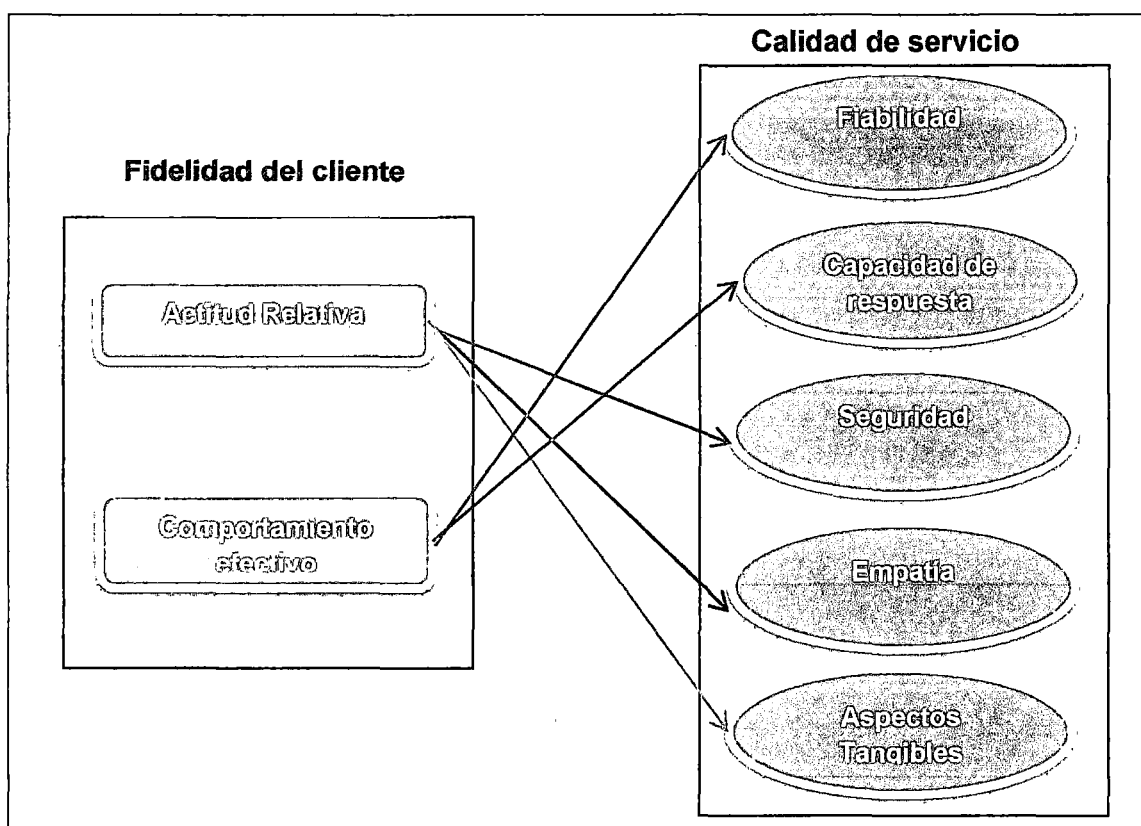 Fidelidad del cliente
Actitud Relativa
Comportamiento
efectivo
Calidad de servicio
Fiabilidad
Capacidad de
respuesta
Seguridad
Empatía
Aspectos
Tangibles